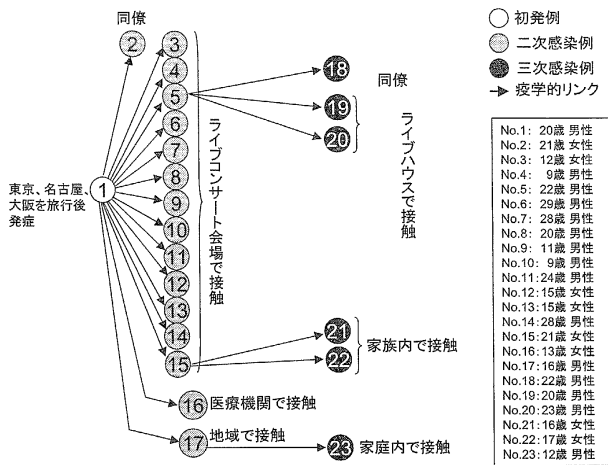 同僚
初発例
二次感染例
三次感染例
疫学的リンク
1
2
3
4
5
6
7
8
9
10
11
12
13
14
15
16
17
18
19
20
21
22
23
東京、名古屋、
大阪を旅行後
発症
ライブコンサート会場で接触
同僚
ライブハウスで接触
家族内で接触
医療機関で接触
地域で接触
家庭内で接触
No.1: 20歳 男性
No.2: 21歳 女性
No.3: 12歳 女性
No.4: 9歳 男性
No.5: 22歳 男性
No.6: 29歳 男性
No.7: 28歳 男性
No.8: 20歳 男性
No.9: 11歳 男性
No.10: 9歳 男性
No.11:24歳 男性
No.12:15歳 女性
No.13:15歳 女性
No.14:28歳 男性
No.15:21歳 女性
No.16:13歳 女性
No.17:16歳 男性
No.18:22歳 男性
No.19:20歳 男性
No.20:23歳 男性
No.21:16歳 女性
No.22:17歳 女性
No.23:12歳 男性